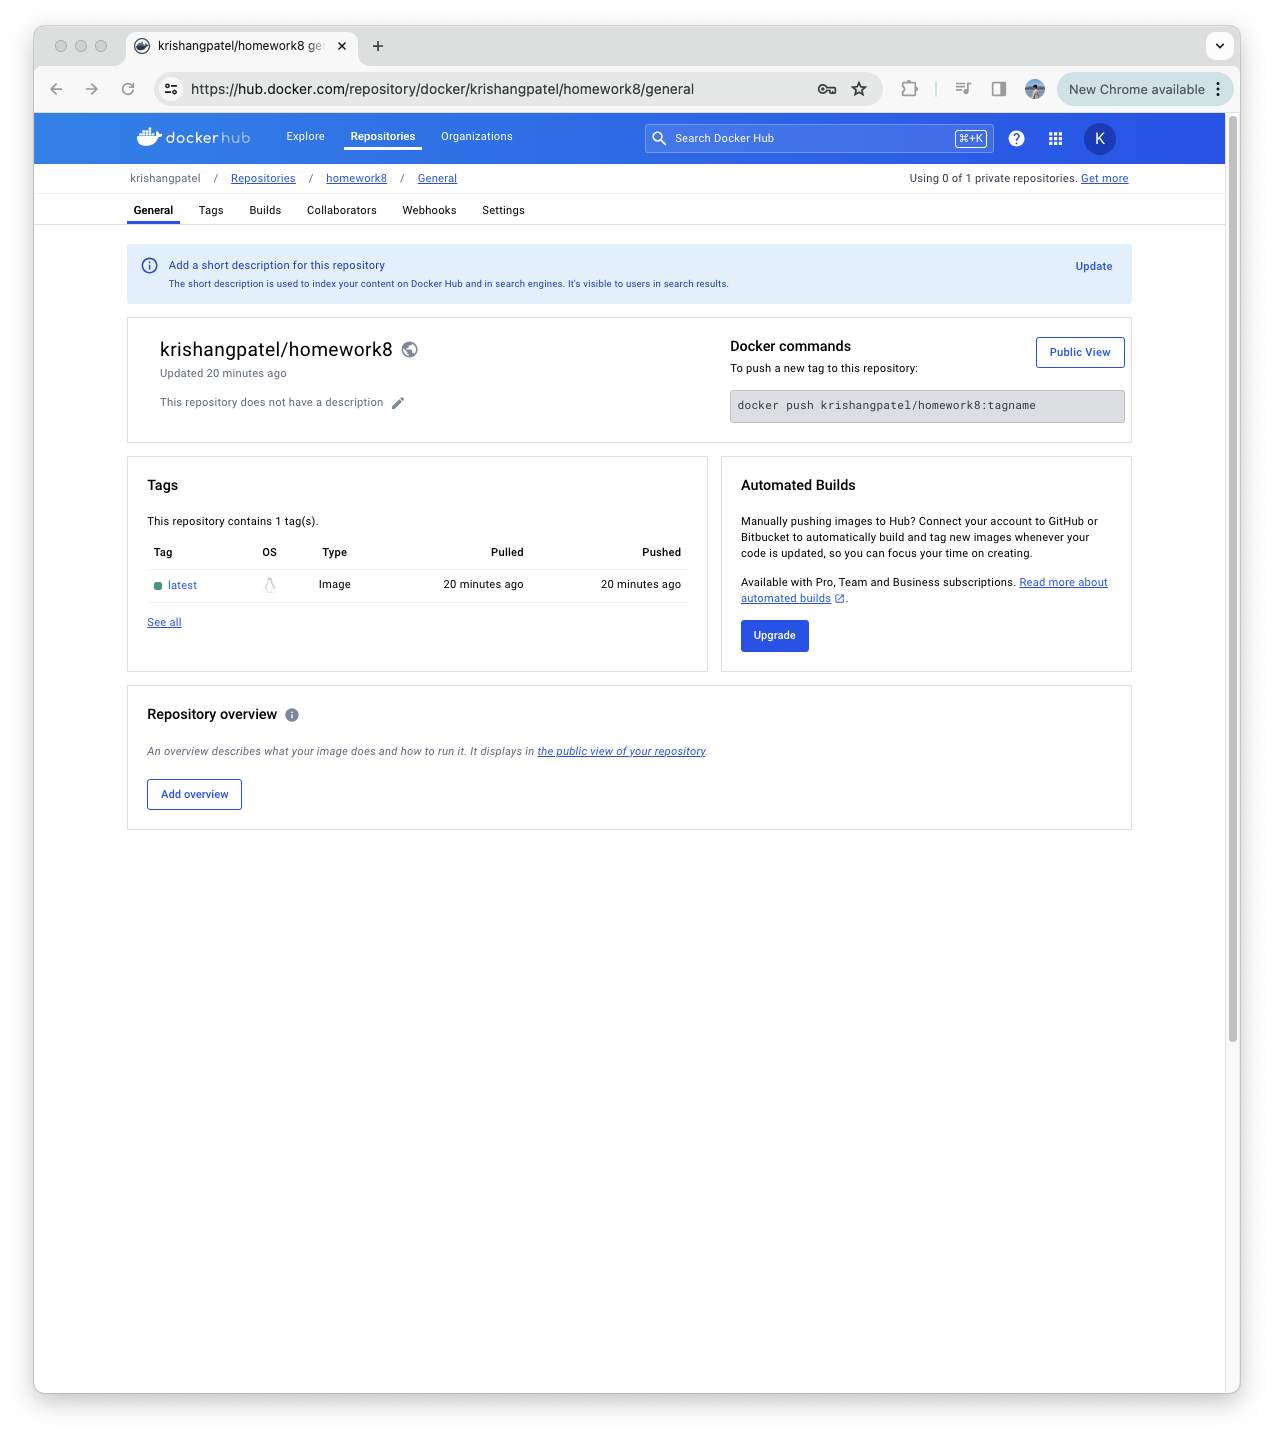 krishangpatel/homework8 ge
https://hub.docker.com/repository/docker/krishangpatel/homework8/general
New Chrome available
docker hub
Explore
Repositories
Organizations
Search Docker Hub
⌘+K
K
krishangpatel / Repositories / homework8 / General
Using 0 of 1 private repositories. Get more
General Tags Builds Collaborators Webhooks Settings
Add a short description for this repository
The short description is used to index your content on Docker Hub and in search engines. It's visible to users in search results.
Update
krishangpatel/homework8
Updated 20 minutes ago
This repository does not have a description
Docker commands
To push a new tag to this repository:
Public View
docker push krishangpatel/homework8:tagname
Tags
This repository contains 1 tag(s).
Tag OS Type Pulled Pushed
latest Image 20 minutes ago 20 minutes ago
See all
Automated Builds
Manually pushing images to Hub? Connect your account to GitHub or
Bitbucket to automatically build and tag new images whenever your
code is updated, so you can focus your time on creating.
Available with Pro, Team and Business subscriptions. Read more about
automated builds .
Upgrade
Repository overview
An overview describes what your image does and how to run it. It displays in the public view of your repository.
Add overview